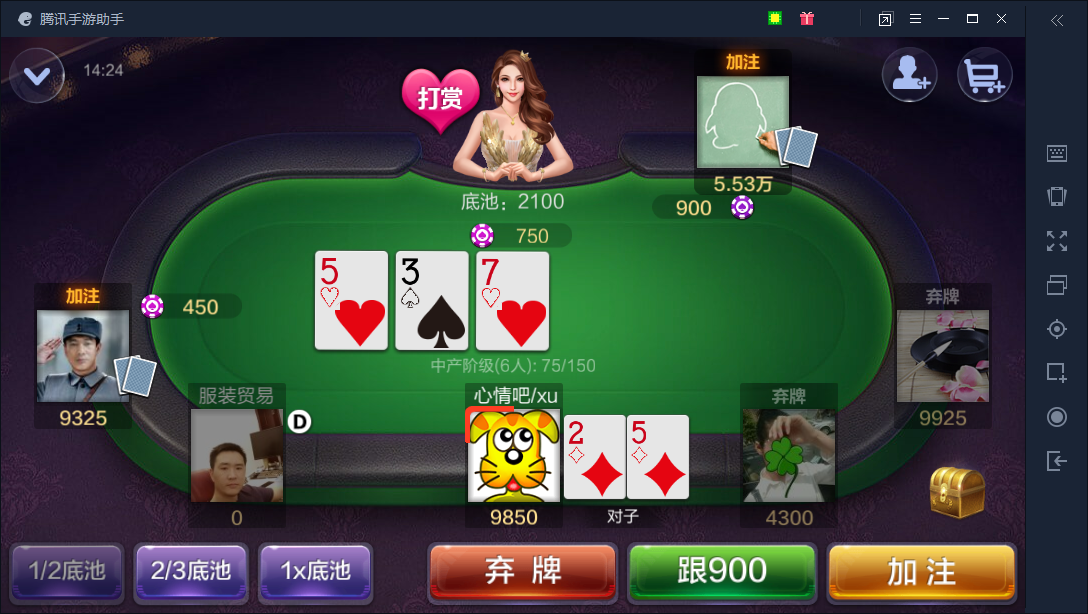 腾讯手游助手
14:24
打赏
加注
5.53万
底池：2100
900
750
5
3
7
加注
450
9325
中产阶级(6人): 75/150
弃牌
9925
服装贸易
D
0
心情吧/xu
2
5
9850
对子
弃牌
4300
1/2底池
2/3底池
1x底池
弃 牌
跟900
加 注